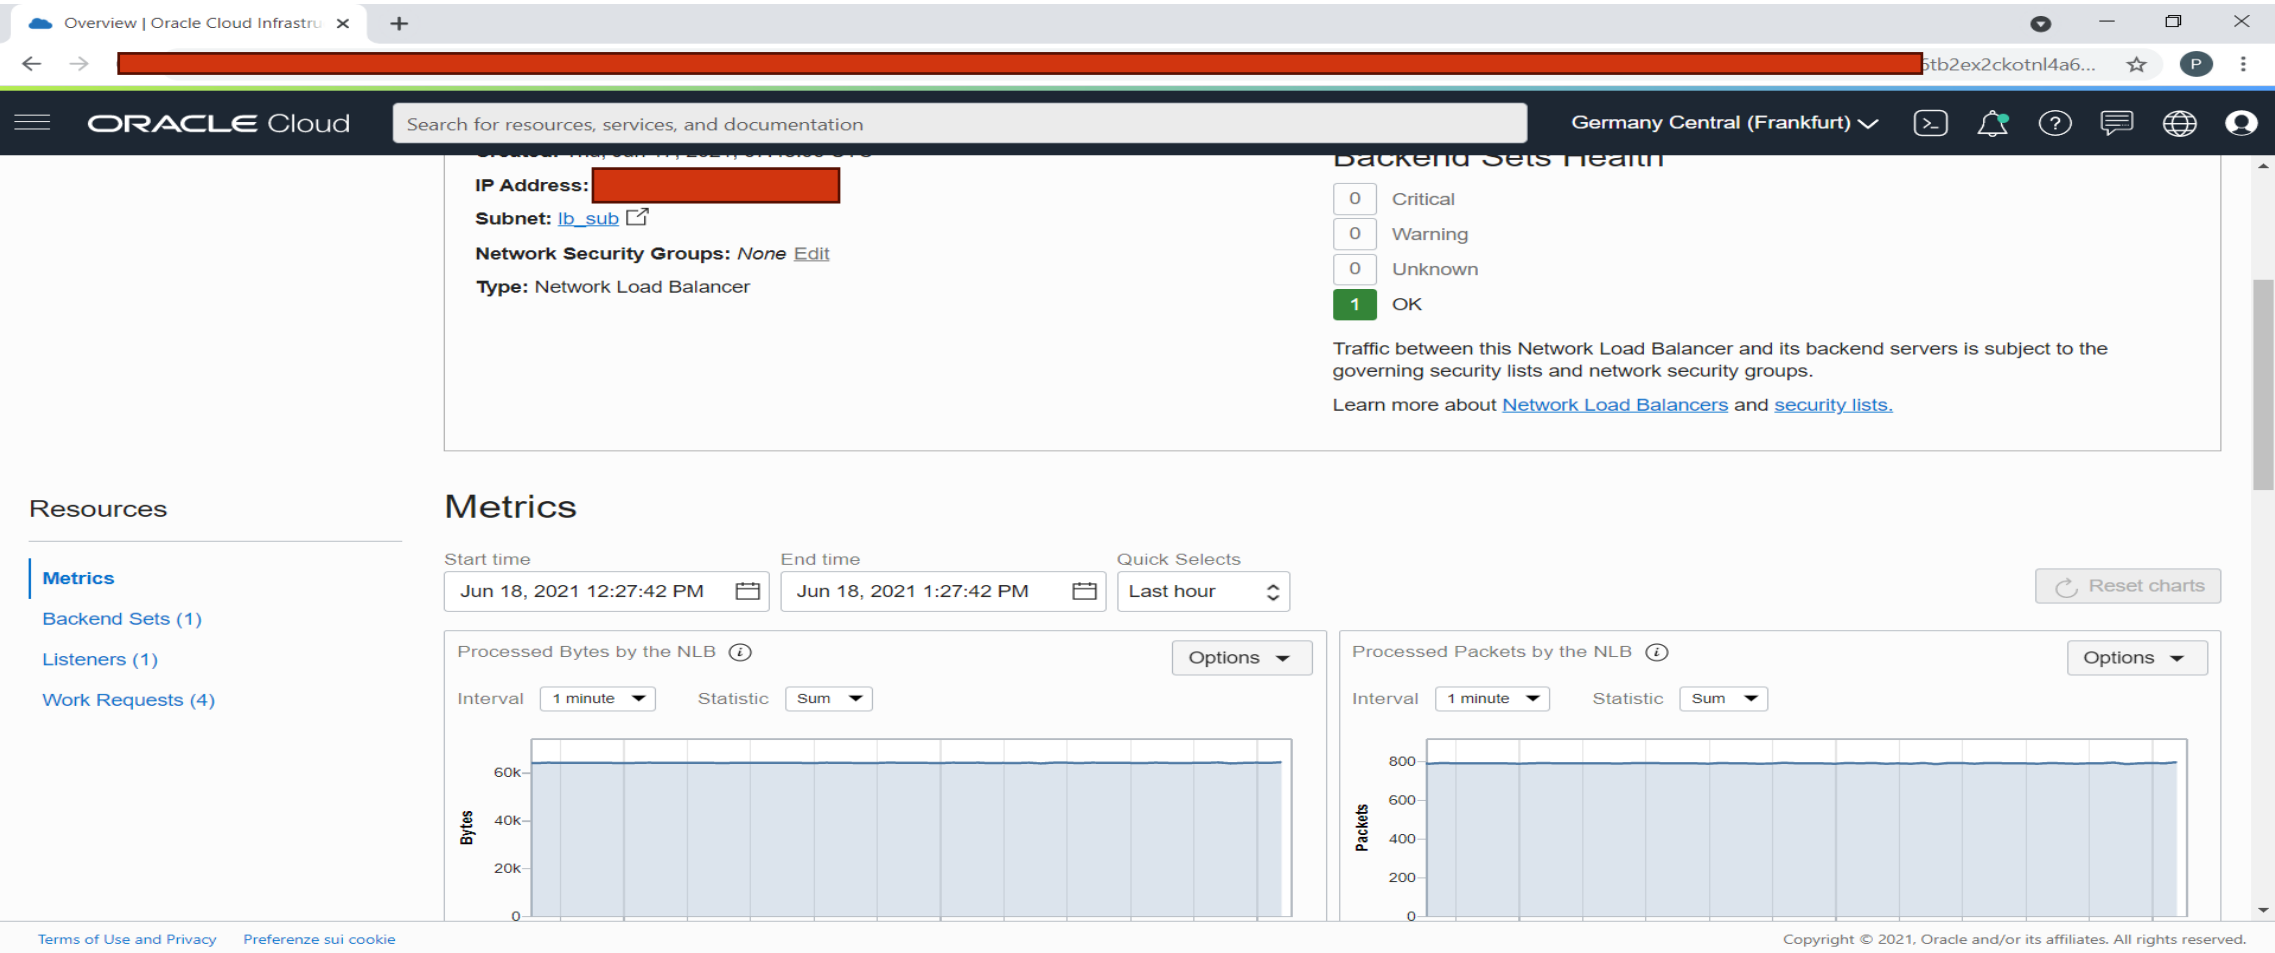 Overview | Oracle Cloud Infrastru
5tb2ex2ckotnl4a6...
P
ORACLE Cloud
Search for resources, services, and documentation
Germany Central (Frankfurt)
Backend Sets Health
IP Address:
0 Critical
Subnet: lb_sub
0 Warning
Network Security Groups: None Edit
0 Unknown
Type: Network Load Balancer
1 OK
Traffic between this Network Load Balancer and its backend servers is subject to the
governing security lists and network security groups.
Learn more about Network Load Balancers and security lists.
Resources
Metrics
Backend Sets (1)
Listeners (1)
Work Requests (4)
Metrics
Start time End time Quick Selects
Jun 18, 2021 12:27:42 PM Jun 18, 2021 1:27:42 PM Last hour
Reset charts
Processed Bytes by the NLB
Options
Interval 1 minute Statistic Sum
Bytes
60k
40k
20k
0
Processed Packets by the NLB
Options
Interval 1 minute Statistic Sum
Packets
800
600
400
200
0
Terms of Use and Privacy Preferenze sui cookie
Copyright © 2021, Oracle and/or its affiliates. All rights reserved.